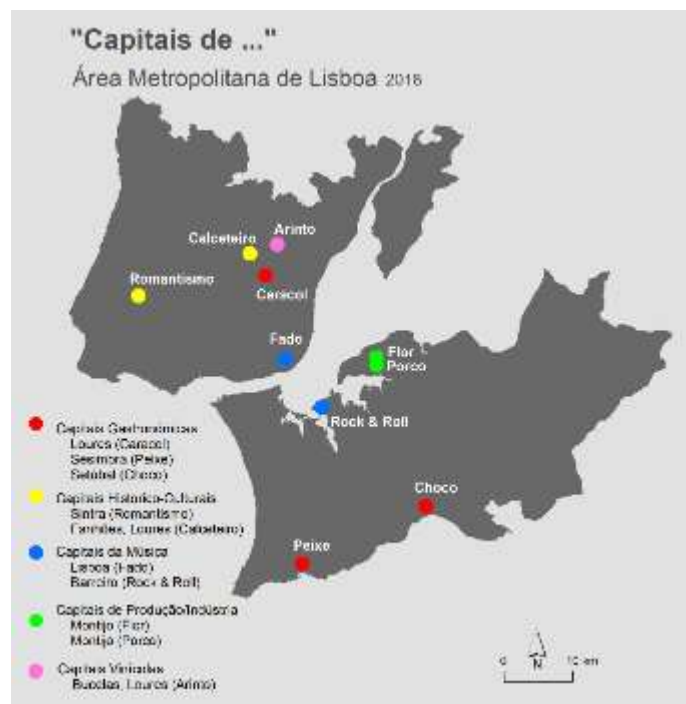 "Capitais de ..."
Área Metropolitana de Lisboa 2018
Arinto
Calceteiro
Romantismo
Caracol
Fado
Flor
Porco
Rock & Roll
Choco
Peixe
Capitais Gastronómicas
Loures (Caracol)
Sesimbra (Peixe)
Setúbal (Choco)
Capitais Histórico-Culturais
Sintra (Romantismo)
Fanhões, Loures (Calceteiro)
Capitais da Música
Lisboa (Fado)
Barreiro (Rock & Roll)
Capitais de Produção/Indústria
Montijo (Flor)
Montijo (Porco)
Capitais Vinícolas
Bucelas, Loures (Arinto)
0 N 10 km